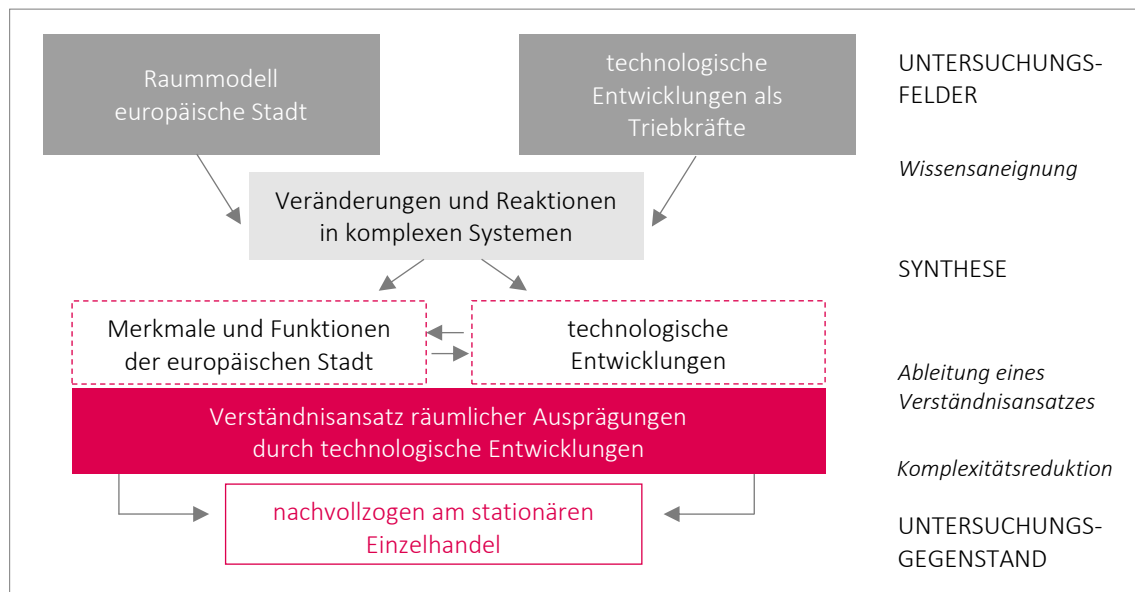 Raummodell
europäische Stadt
technologische
Entwicklungen als
Triebkräfte
UNTERSUCHUNGS-
FELDER
Wissensaneignung
Veränderungen und Reaktionen
in komplexen Systemen
SYNTHESE
Merkmale und Funktionen
der europäischen Stadt
technologische
Entwicklungen
Ableitung eines
Verständnisansatzes
Verständnisansatz räumlicher Ausprägungen
durch technologische Entwicklungen
Komplexitätsreduktion
nachvollzogen am stationären
Einzelhandel
UNTERSUCHUNGS-
GEGENSTAND